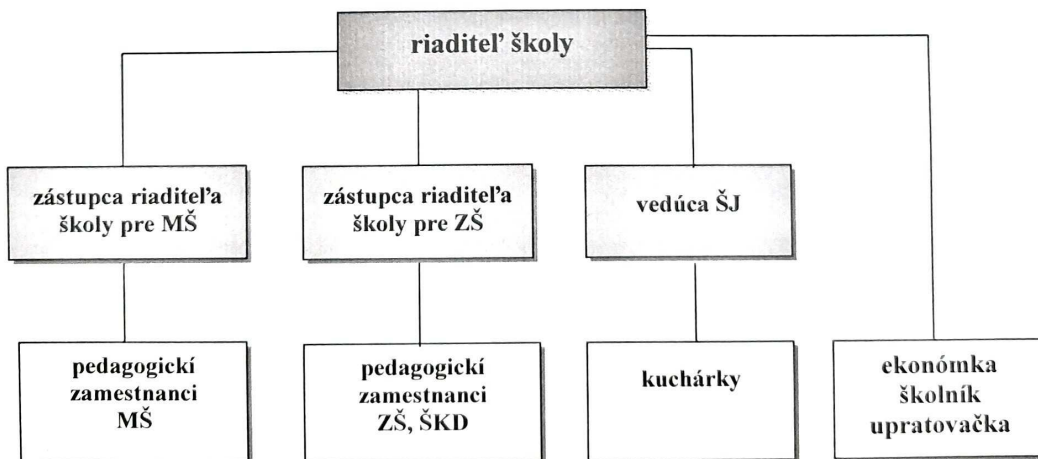 riaditeľ školy
zástupca riaditeľa
školy pre MŠ
zástupca riaditeľa
školy pre ZŠ
vedúca ŠJ
pedagogickí
zamestnanci
MŠ
pedagogickí
zamestnanci
ZŠ, ŠKD
kuchárky
ekonómka
školník
upratovačka